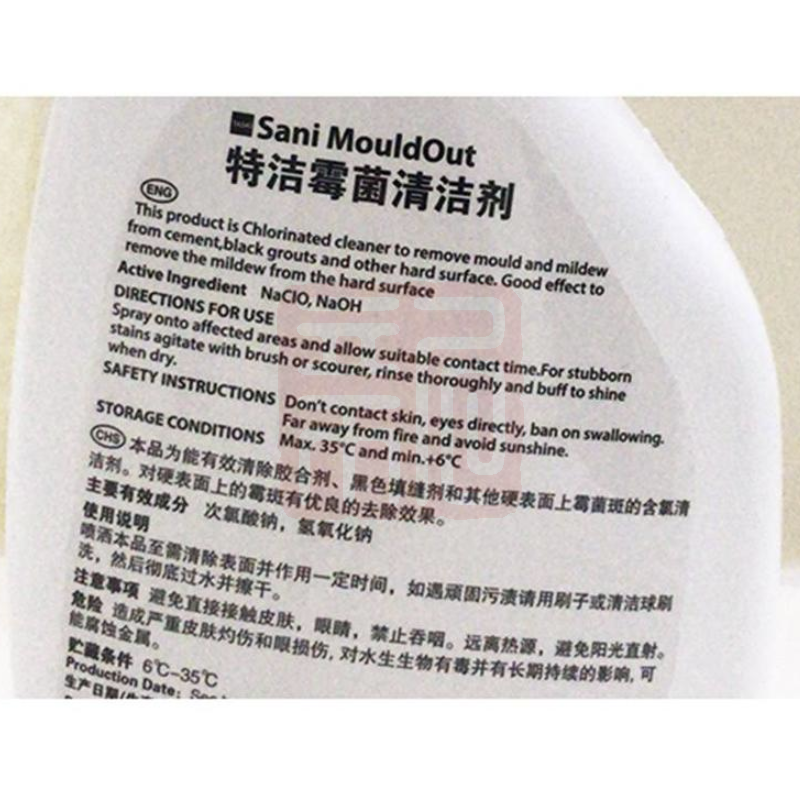 Sani MouldOut
特洁霉菌清洁剂
ENG
This product is Chlorinated cleaner to remove mould and mildew
from cement,black grouts and other hard surface. Good effect to
remove the mildew from the hard surface
Active Ingredient NaClO, NaOH
DIRECTIONS FOR USE
Spray onto affected areas and allow suitable contact time.For stubborn
stains agitate with brush or scourer, rinse thoroughly and buff to shine
when dry.
SAFETY INSTRUCTIONS Don't contact skin, eyes directly, ban on swallowing.
Far away from fire and avoid sunshine.
STORAGE CONDITIONS Max. 35°C and min.+6°C
CHS 本品为能有效清除胶合剂、黑色填缝剂和其他硬表面上霉菌斑的含氯清
洁剂。对硬表面上的霉斑有优良的去除效果。
主要有效成分 次氯酸钠，氢氧化钠
使用说明
喷洒本品至需清除表面并作用一定时间，如遇顽固污渍请用刷子或清洁球刷
洗，然后彻底过水并擦干。
注意事项 避免直接接触皮肤，眼睛，禁止吞咽。远离热源，避免阳光直射。
危险 造成严重皮肤灼伤和眼损伤,对水生生物有毒并有长期持续的影响,可
能腐蚀金属。
贮藏条件 6℃-35℃
Production Date:
生产日期/